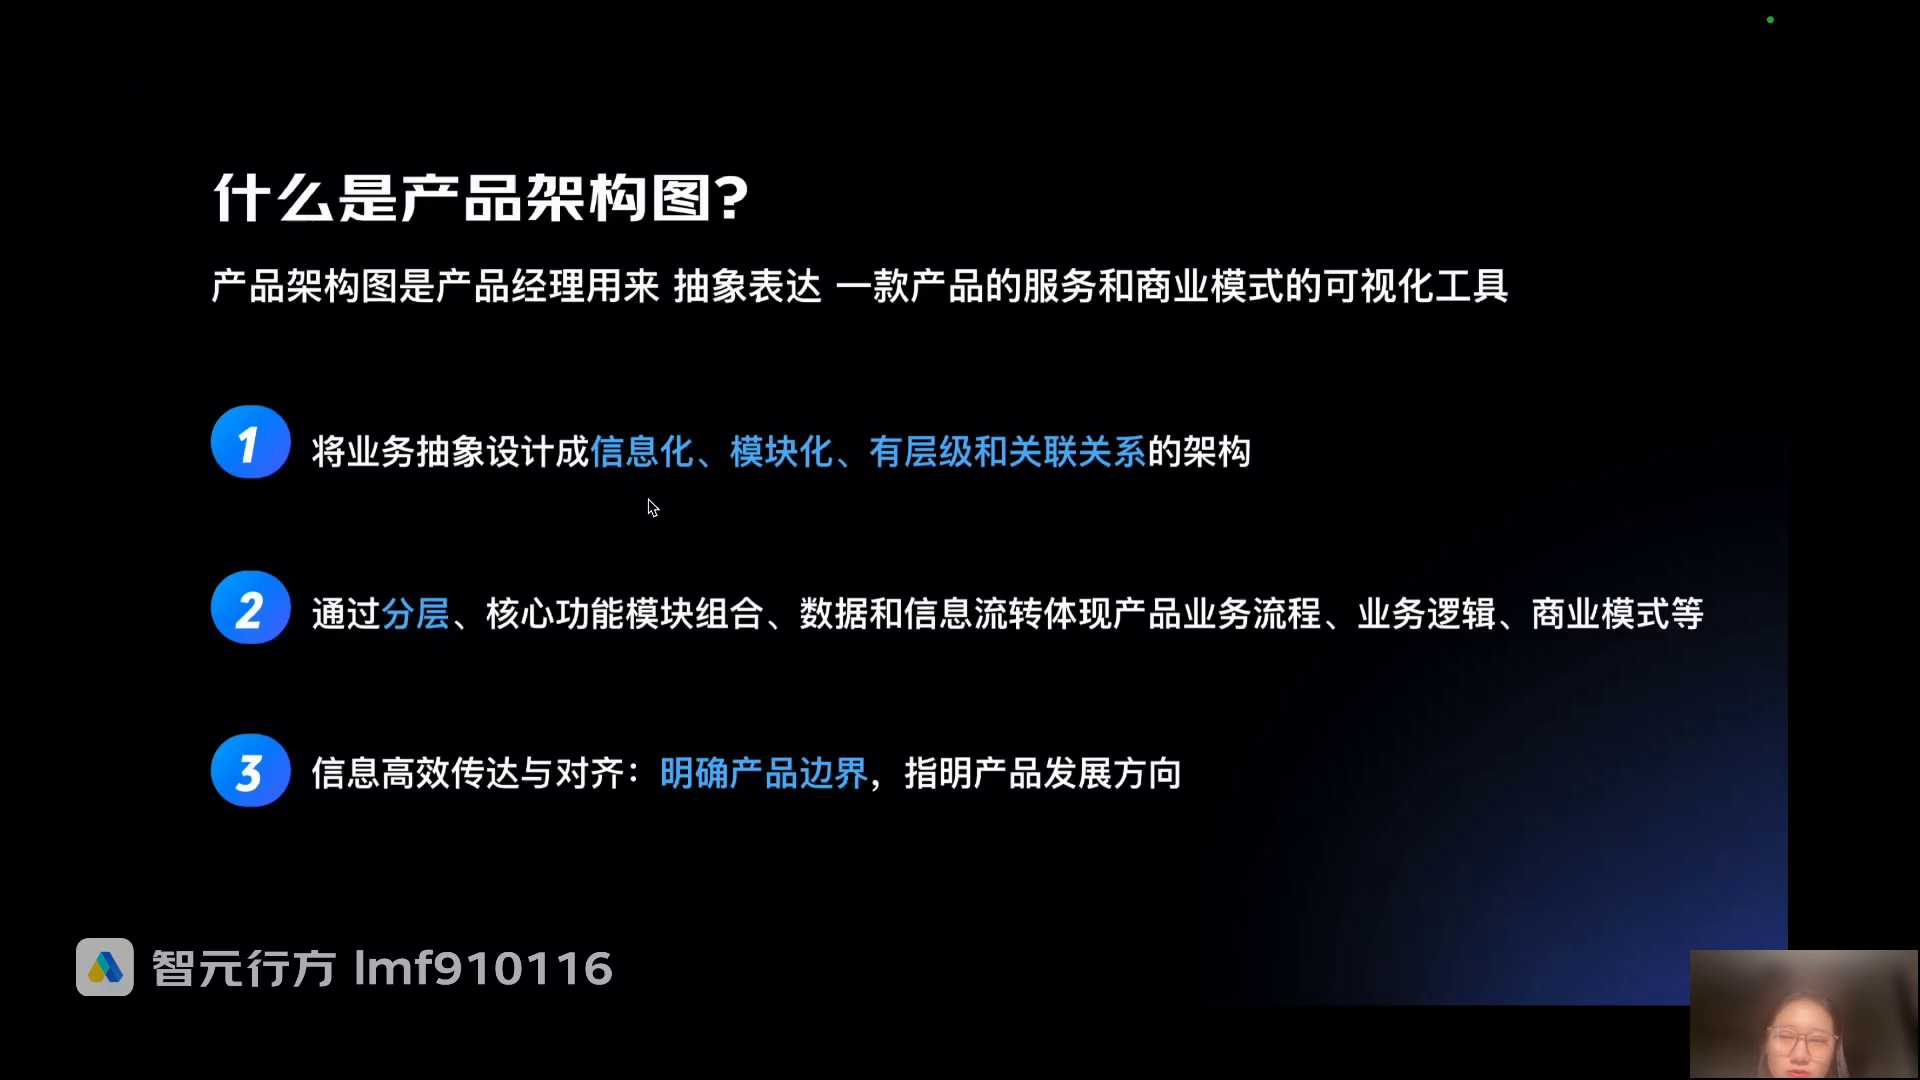 什么是产品架构图?
产品架构图是产品经理用来 抽象表达 一款产品的服务和商业模式的可视化工具
1 将业务抽象设计成信息化、模块化、有层级和关联关系的架构
2 通过分层、核心功能模块组合、数据和信息流转体现产品业务流程、业务逻辑、商业模式等
3 信息高效传达与对齐：明确产品边界，指明产品发展方向
智元行方 lmf910116